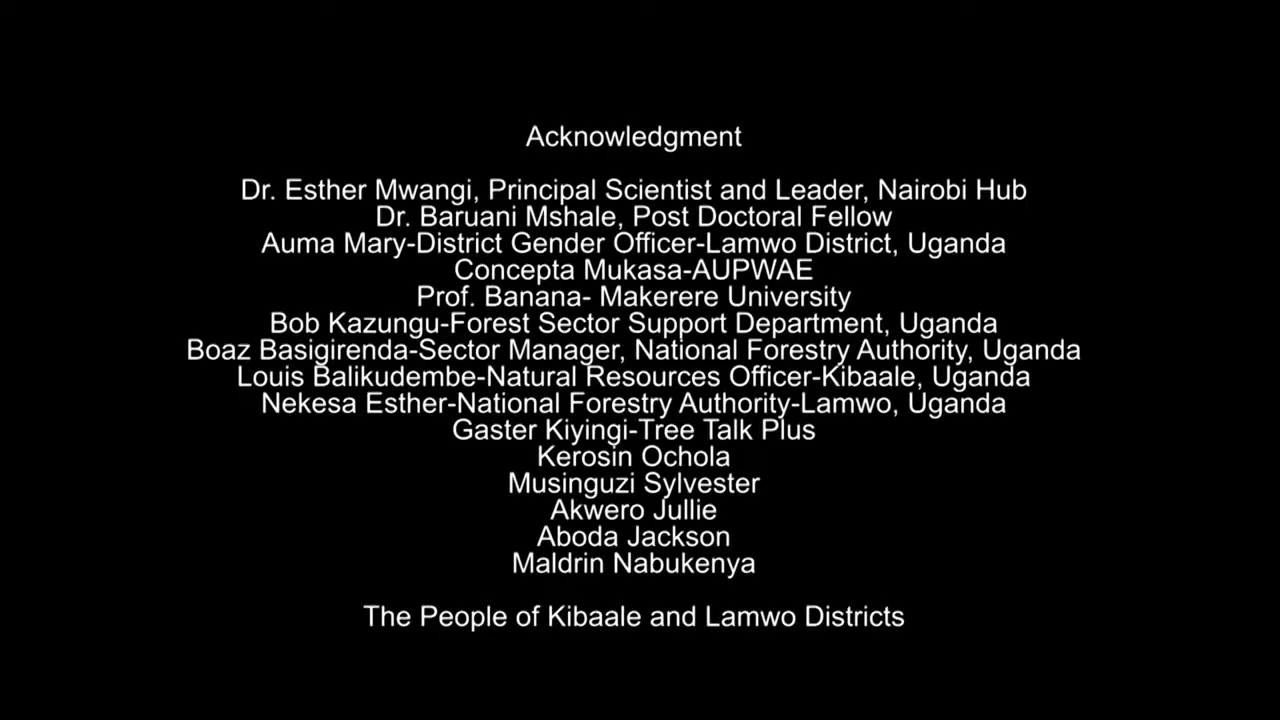 Acknowledgment
Dr. Esther Mwangi, Principal Scientist and Leader, Nairobi Hub
Dr. Baruani Mshale, Post Doctoral Fellow
Auma Mary-District Gender Officer-Lamwo District, Uganda
Concepta Mukasa-AUPWAE
Prof. Banana- Makerere University
Bob Kazungu-Forest Sector Support Department, Uganda
Boaz Basigirenda-Sector Manager, National Forestry Authority, Uganda
Louis Balikudembe-Natural Resources Officer-Kibaale, Uganda
Nekesa Esther-National Forestry Authority-Lamwo, Uganda
Gaster Kiyingi-Tree Talk Plus
Kerosin Ochola
Musinguzi Sylvester
Akwero Jullie
Aboda Jackson
Maldrin Nabukenya
The People of Kibaale and Lamwo Districts